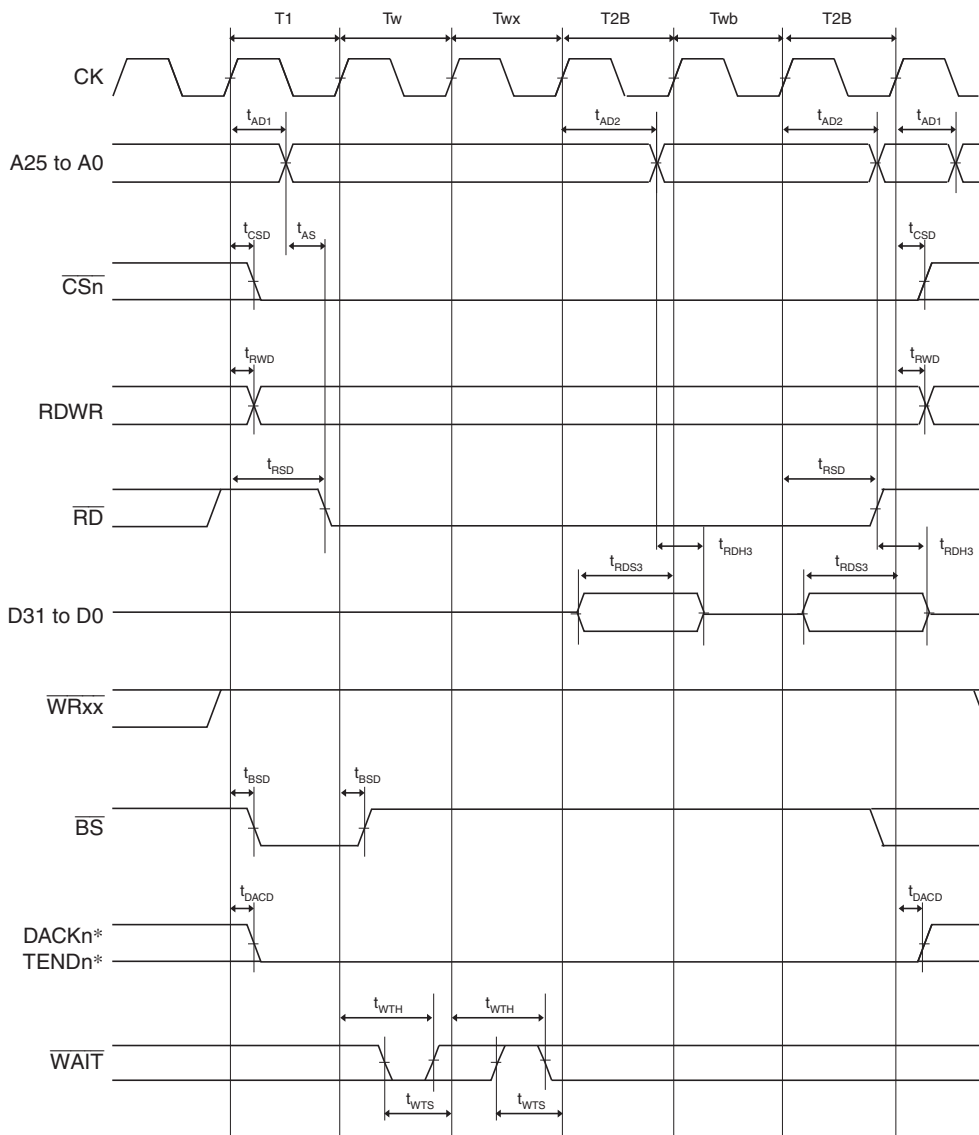 T1 Tw Twx T2B Twb T2B
CK
tAD1 tAD2 tAD2 tAD1
A25 to A0
tCSD tAS tCSD
CSn
tRWD tRWD
RDWR
tRSD tRSD
RD
tRDH3 tRDH3
tRDS3 tRDS3
D31 to D0
WRxx
tBSD tBSD
BS
tDACD tDACD
DACKn*
TENDn*
tWTH tWTH
WAIT
tWTS tWTS